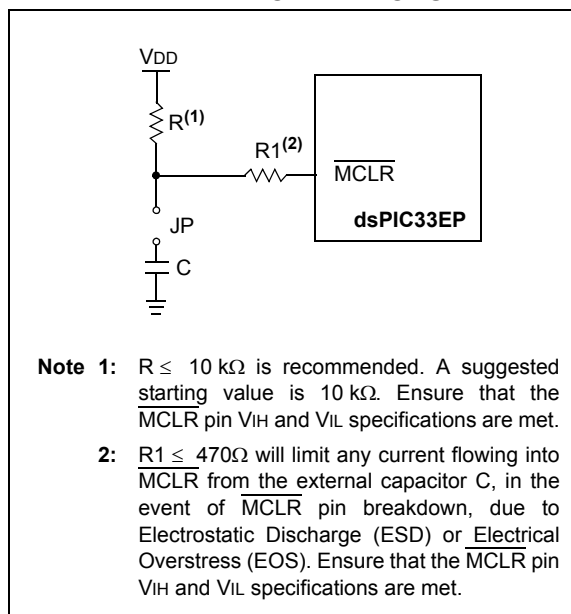 VDD
R(1)
R1(2)
MCLR
JP
dsPIC33EP
C
Note 1: R ≤ 10 kΩ is recommended. A suggested
starting value is 10 kΩ. Ensure that the
MCLR pin VIH and VIL specifications are met.
2: R1 ≤ 470Ω will limit any current flowing into
MCLR from the external capacitor C, in the
event of MCLR pin breakdown, due to
Electrostatic Discharge (ESD) or Electrical
Overstress (EOS). Ensure that the MCLR pin
VIH and VIL specifications are met.